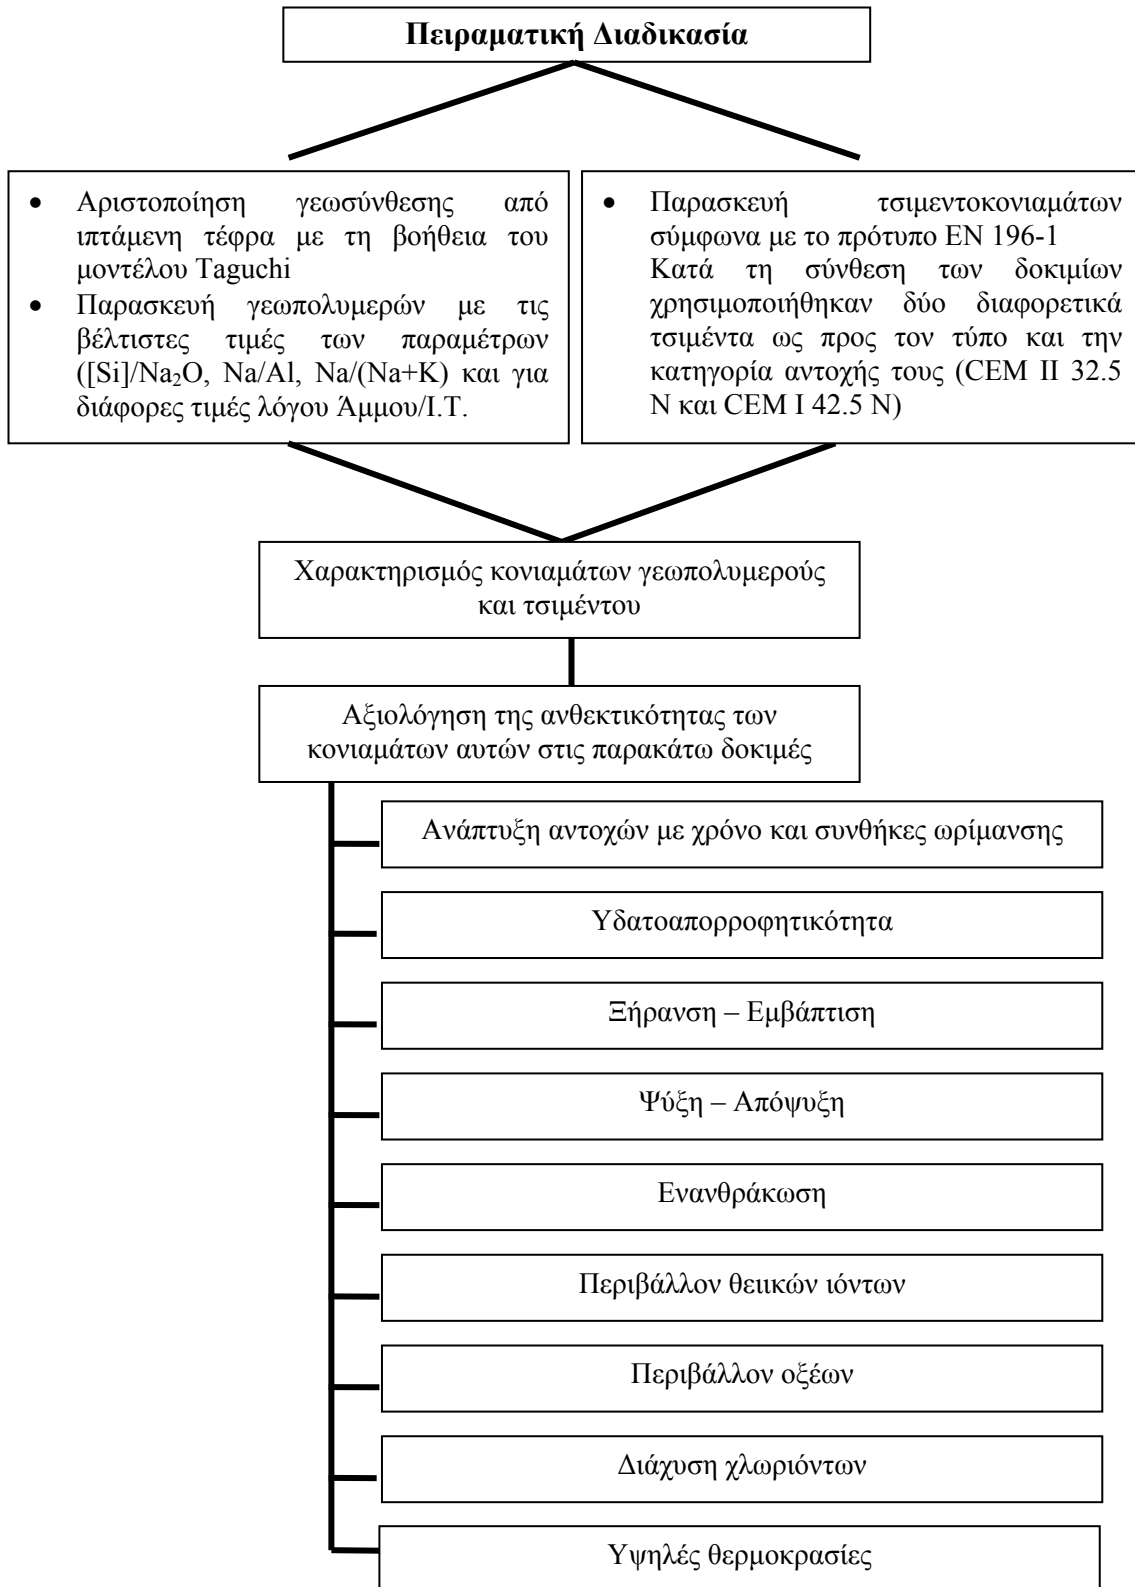 Πειραματική Διαδικασία
• Αριστοποίηση γεωσύνθεσης από
ιπτάμενη τέφρα με τη βοήθεια του
μοντέλου Taguchi
• Παρασκευή γεωπολυμερών με τις
βέλτιστες τιμές των παραμέτρων
([Si]/Na₂O, Na/Al, Na/(Na+K) και για
διάφορες τιμές λόγου Άμμου/Ι.Τ.
• Παρασκευή τσιμεντοκονιαμάτων
σύμφωνα με το πρότυπο ΕΝ 196-1
Κατά τη σύνθεση των δοκιμίων
χρησιμοποιήθηκαν δύο διαφορετικά
τσιμέντα ως προς τον τύπο και την
κατηγορία αντοχής τους (CEM II 32.5
N και CEM I 42.5 N)
Χαρακτηρισμός κονιαμάτων γεωπολυμερούς
και τσιμέντου
Αξιολόγηση της ανθεκτικότητας των
κονιαμάτων αυτών στις παρακάτω δοκιμές
Ανάπτυξη αντοχών με χρόνο και συνθήκες ωρίμανσης
Υδατοαπορροφητικότητα
Ξήρανση – Εμβάπτιση
Ψύξη – Απόψυξη
Ενανθράκωση
Περιβάλλον θειικών ιόντων
Περιβάλλον οξέων
Διάχυση χλωριόντων
Υψηλές θερμοκρασίες